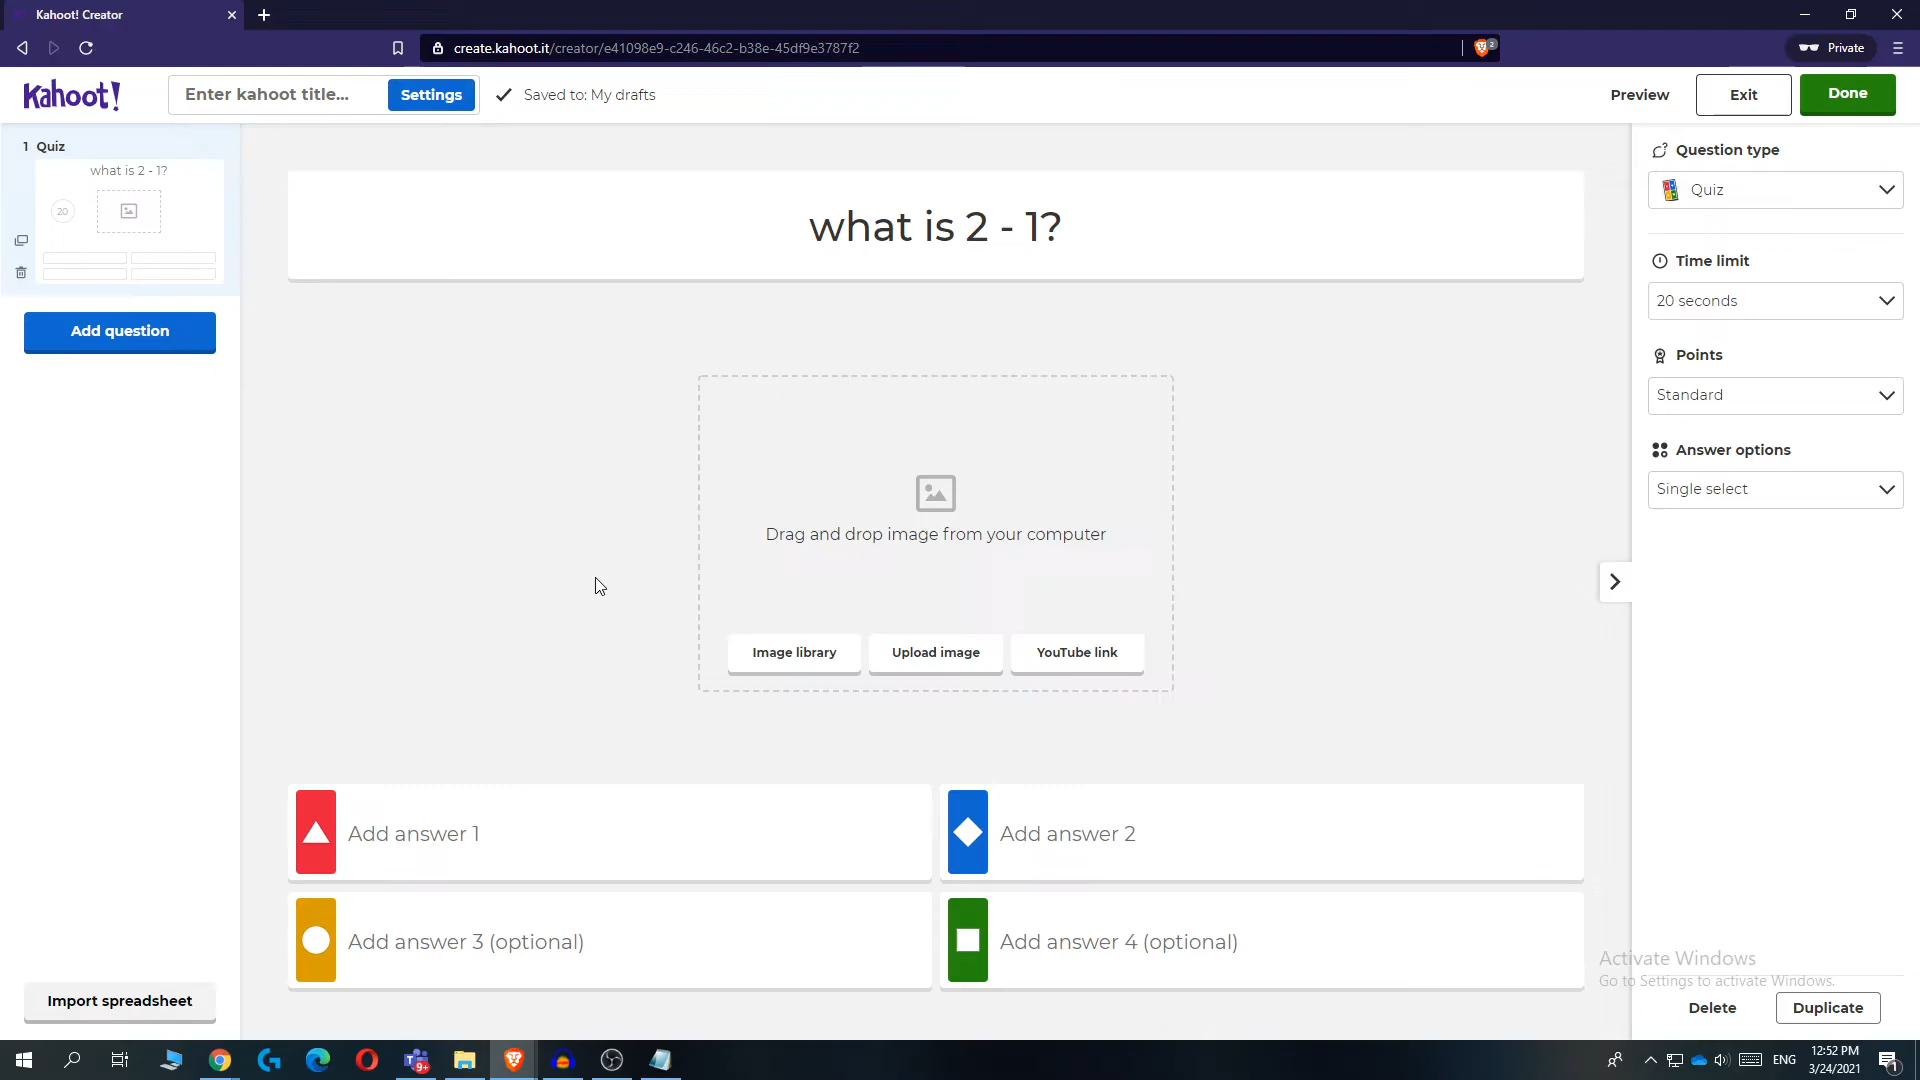 Kahoot! Creator
create.kahoot.it/creator/e41098e9-c246-46c2-b38e-45df9e3787f2
2
Private
Kahoot!
Enter kahoot title...
Settings
Saved to: My drafts
Preview
Exit
Done
1 Quiz
what is 2 - 1?
20
Add question
Import spreadsheet
what is 2 - 1?
Drag and drop image from your computer
Image library
Upload image
YouTube link
Add answer 1
Add answer 2
Add answer 3 (optional)
Add answer 4 (optional)
Question type
Quiz
Time limit
20 seconds
Points
Standard
Answer options
Single select
Activate Windows
Go to Settings to activate Windows.
Delete
Duplicate
9+
ENG
12:52 PM
3/24/2021
1